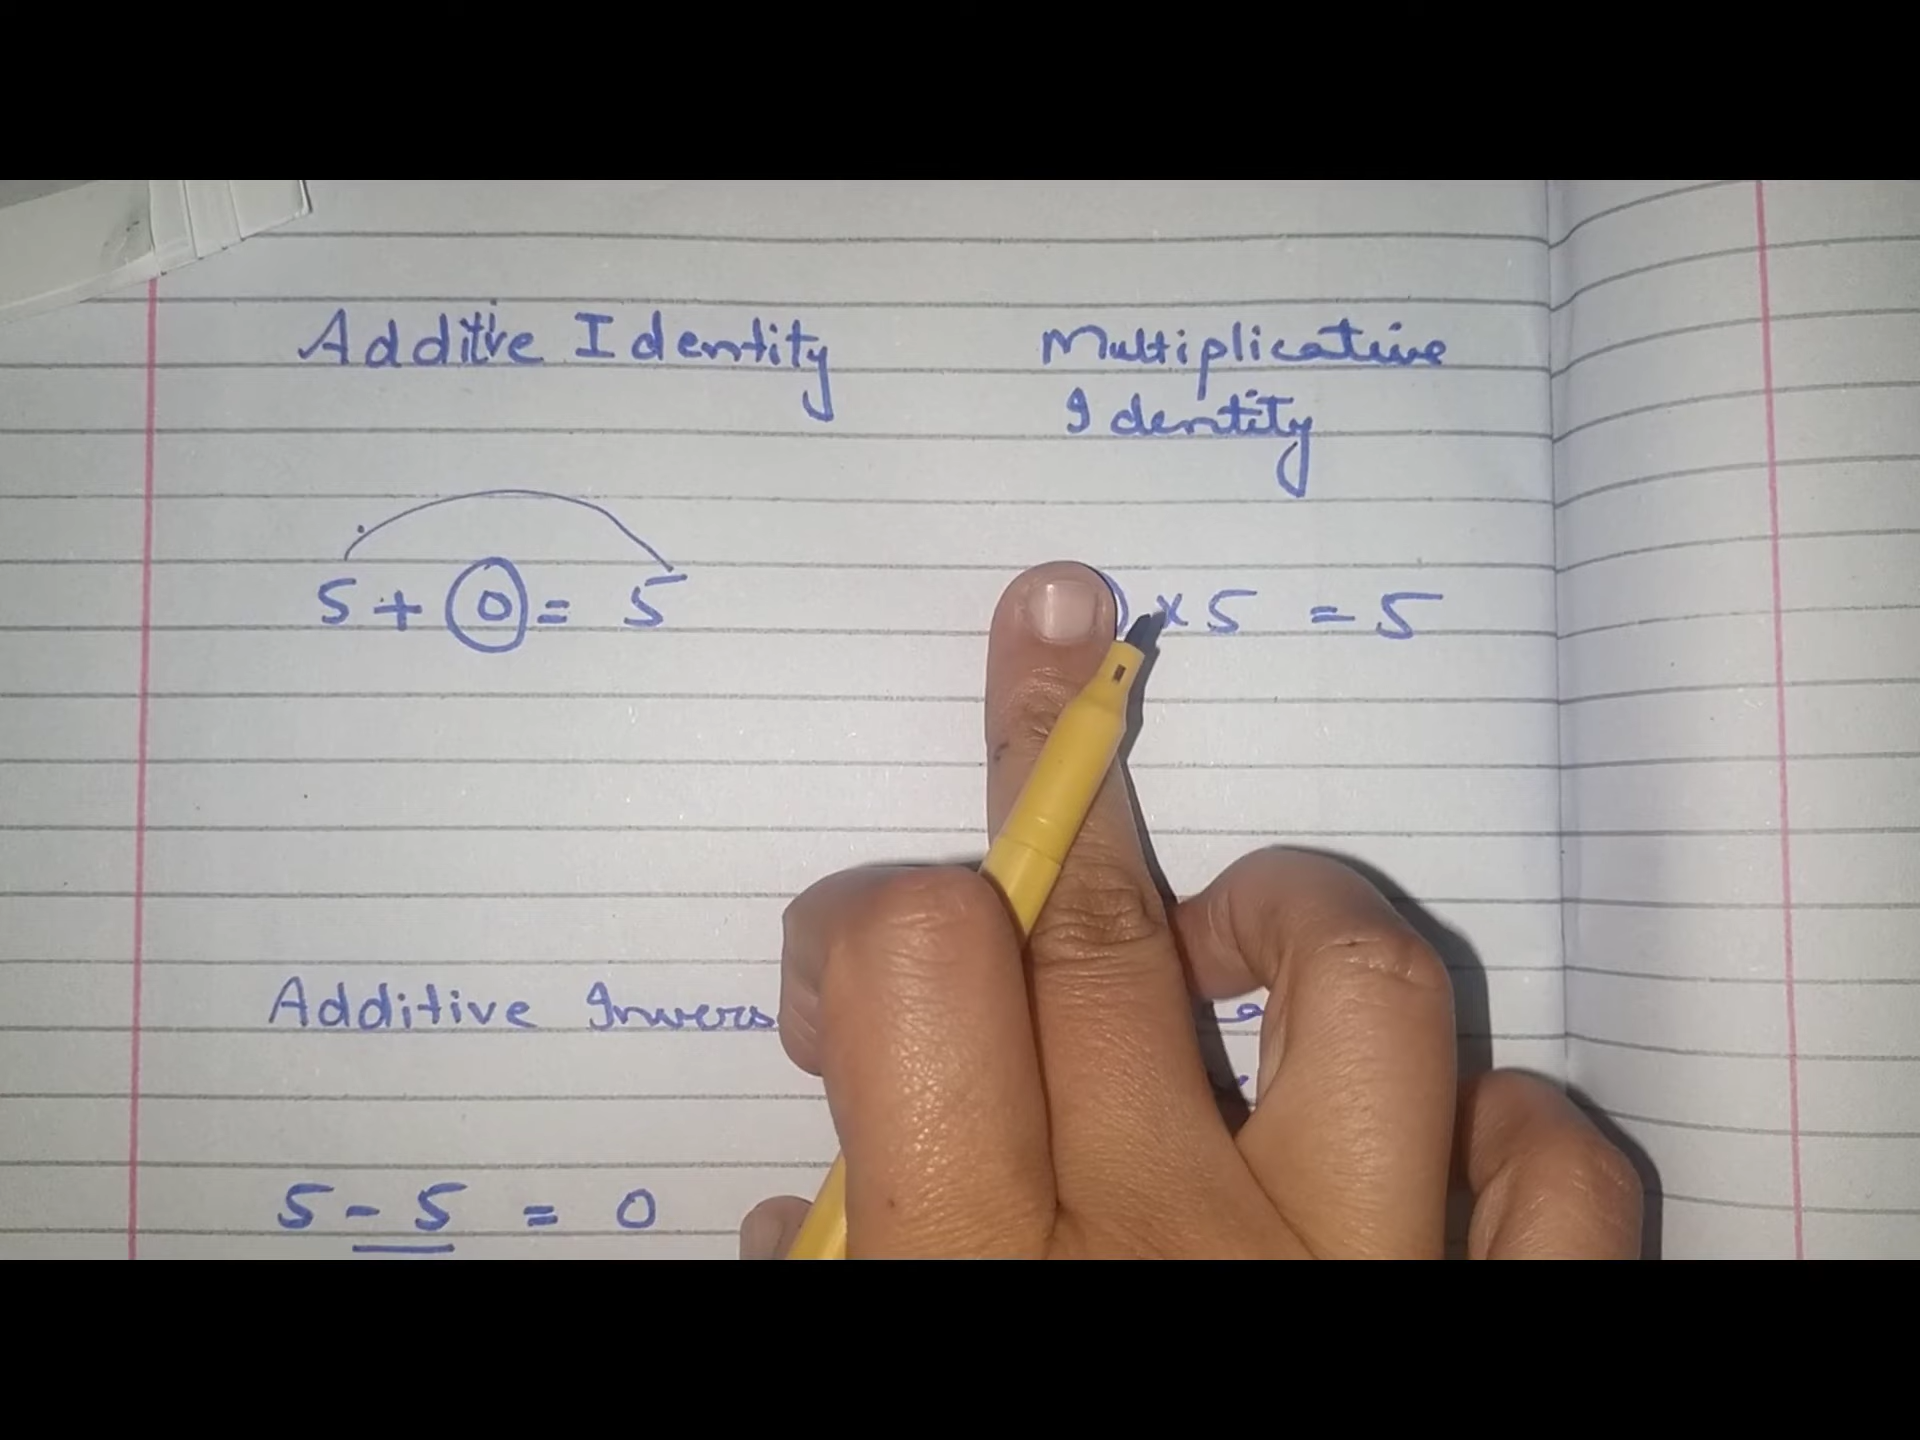 Additive Identity
Multiplicative
Identity
5 + 0 = 5
× 5 = 5
Additive
5 - 5 = 0